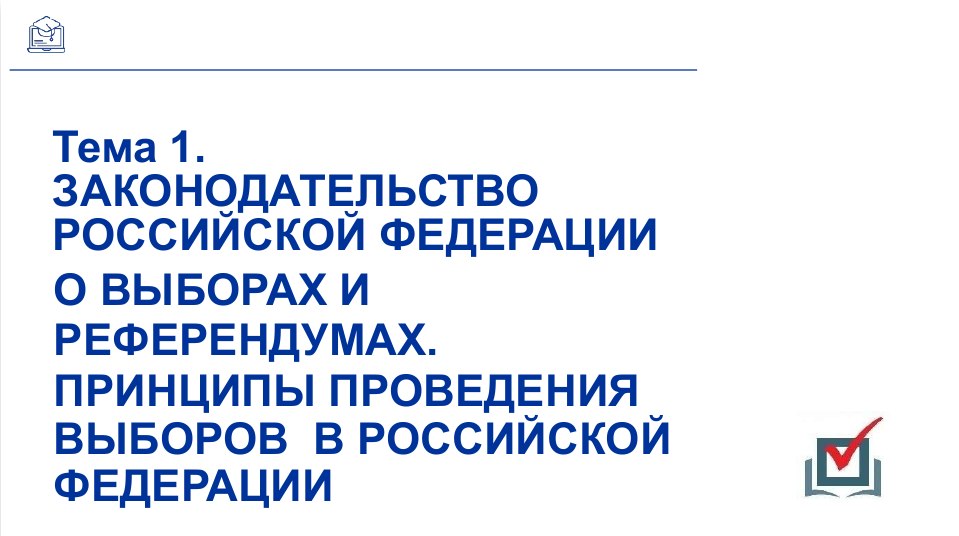 Тема 1.
ЗАКОНОДАТЕЛЬСТВО
РОССИЙСКОЙ ФЕДЕРАЦИИ
О ВЫБОРАХ И
РЕФЕРЕНДУМАХ.
ПРИНЦИПЫ ПРОВЕДЕНИЯ
ВЫБОРОВ  В РОССИЙСКОЙ
ФЕДЕРАЦИИ